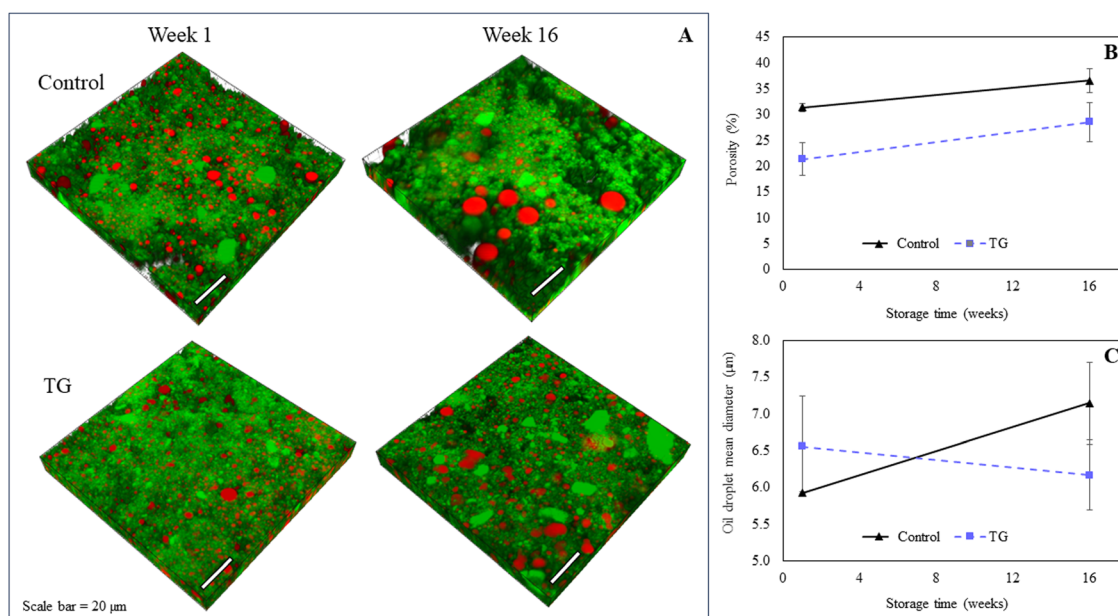 Week 1
Week 16
A
Control
TG
Scale bar = 20 μm
B
Porosity (%)
45
40
35
30
25
20
15
10
5
0
Control
TG
0
4
8
12
16
Storage time (weeks)
C
Oil droplet mean diameter (μm)
8.0
7.5
7.0
6.5
6.0
5.5
5.0
Control
TG
0
4
8
12
16
Storage time (weeks)